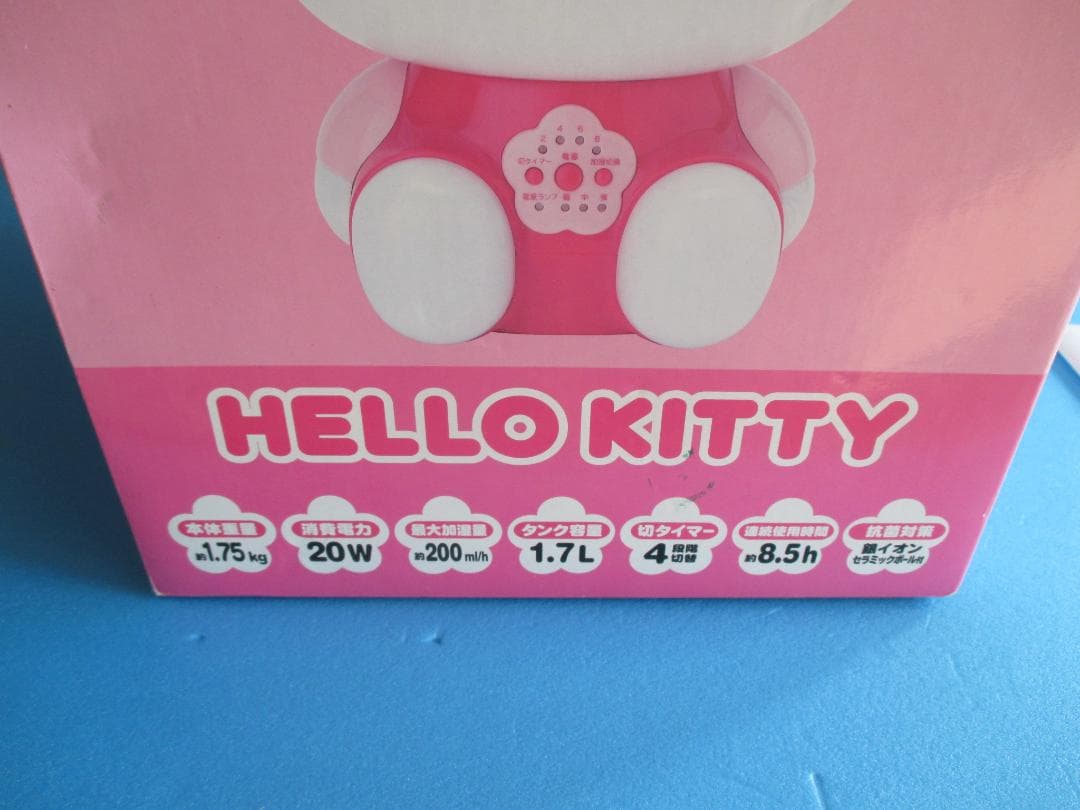 2 4 6 8
切タイマー 電源 加湿切換
電源ランプ 弱 中 強
HELLO KITTY
本体重量
約1.75kg
消費電力
20W
最大加湿量
約200ml/h
タンク容量
1.7L
切タイマー
4段階切替
連続使用時間
約8.5h
抗菌対策
銀イオン
セラミックボール付